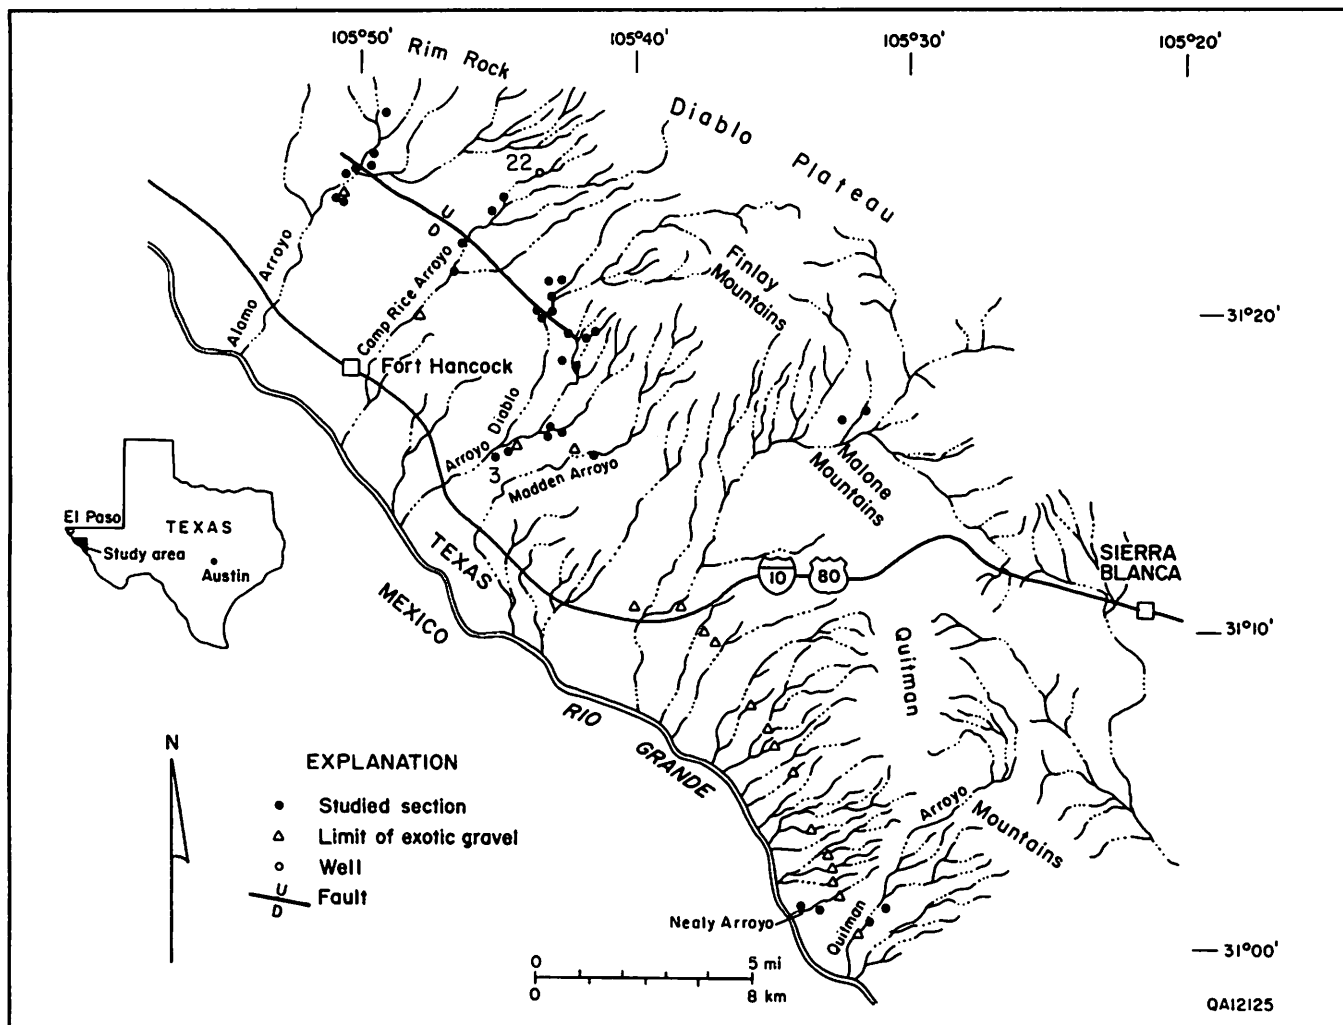 105°50'
105°40'
105°30'
105°20'
Rim Rock
Diablo Plateau
22
U
D
Finlay
Mountains
Alamo Arroyo
Camp Rice Arroyo
31°20'
Fort Hancock
Arroyo Diablo
3
Madden Arroyo
Malone
Mountains
El Paso
TEXAS
Study area
Austin
TEXAS
MEXICO
10
80
SIERRA
BLANCA
31°10'
Quitman
Mountains
RIO GRANDE
N
EXPLANATION
Studied section
Limit of exotic gravel
Well
U
D
Fault
Quitman Arroyo
Nealy Arroyo
31°00'
0 5 mi
0 8 km
QA12125